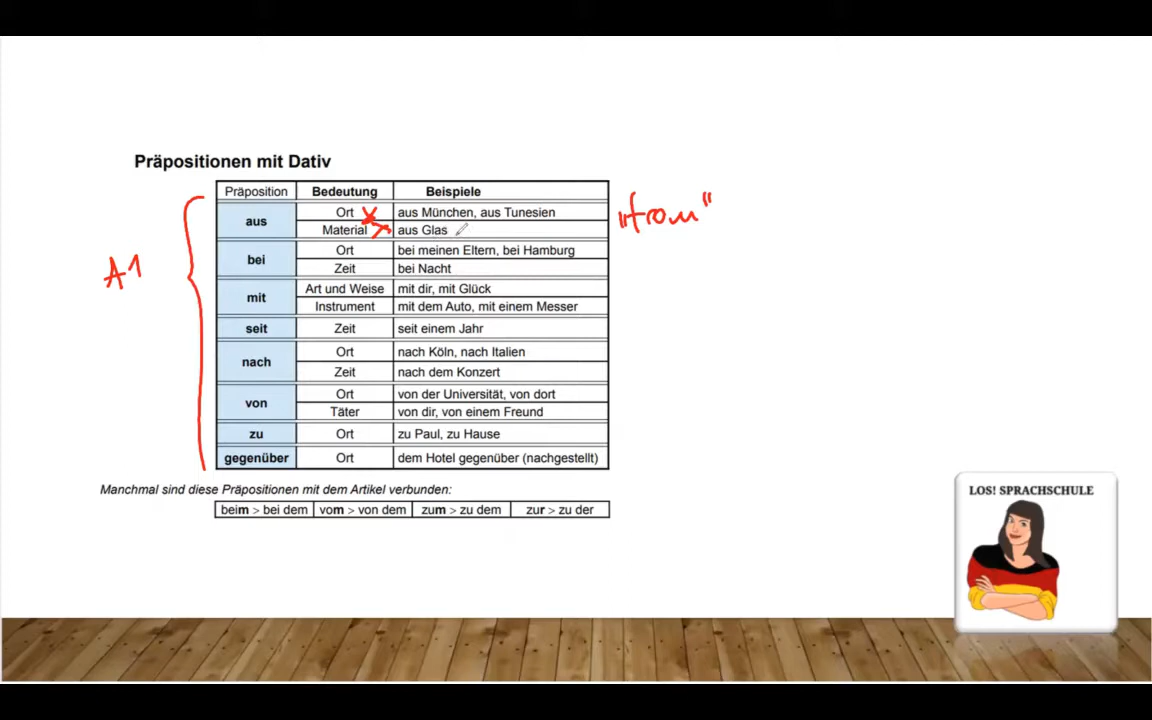 Präpositionen mit Dativ
Präposition Bedeutung Beispiele
aus Ort aus München, aus Tunesien
Material aus Glas
„from"
bei Ort bei meinen Eltern, bei Hamburg
Zeit bei Nacht
A1
mit Art und Weise mit dir, mit Glück
Instrument mit dem Auto, mit einem Messer
seit Zeit seit einem Jahr
nach Ort nach Köln, nach Italien
Zeit nach dem Konzert
von Ort von der Universität, von dort
Täter von dir, von einem Freund
zu Ort zu Paul, zu Hause
gegenüber Ort dem Hotel gegenüber (nachgestellt)
Manchmal sind diese Präpositionen mit dem Artikel verbunden:
beim > bei dem vom > von dem zum > zu dem zur > zu der
LOS! SPRACHSCHULE